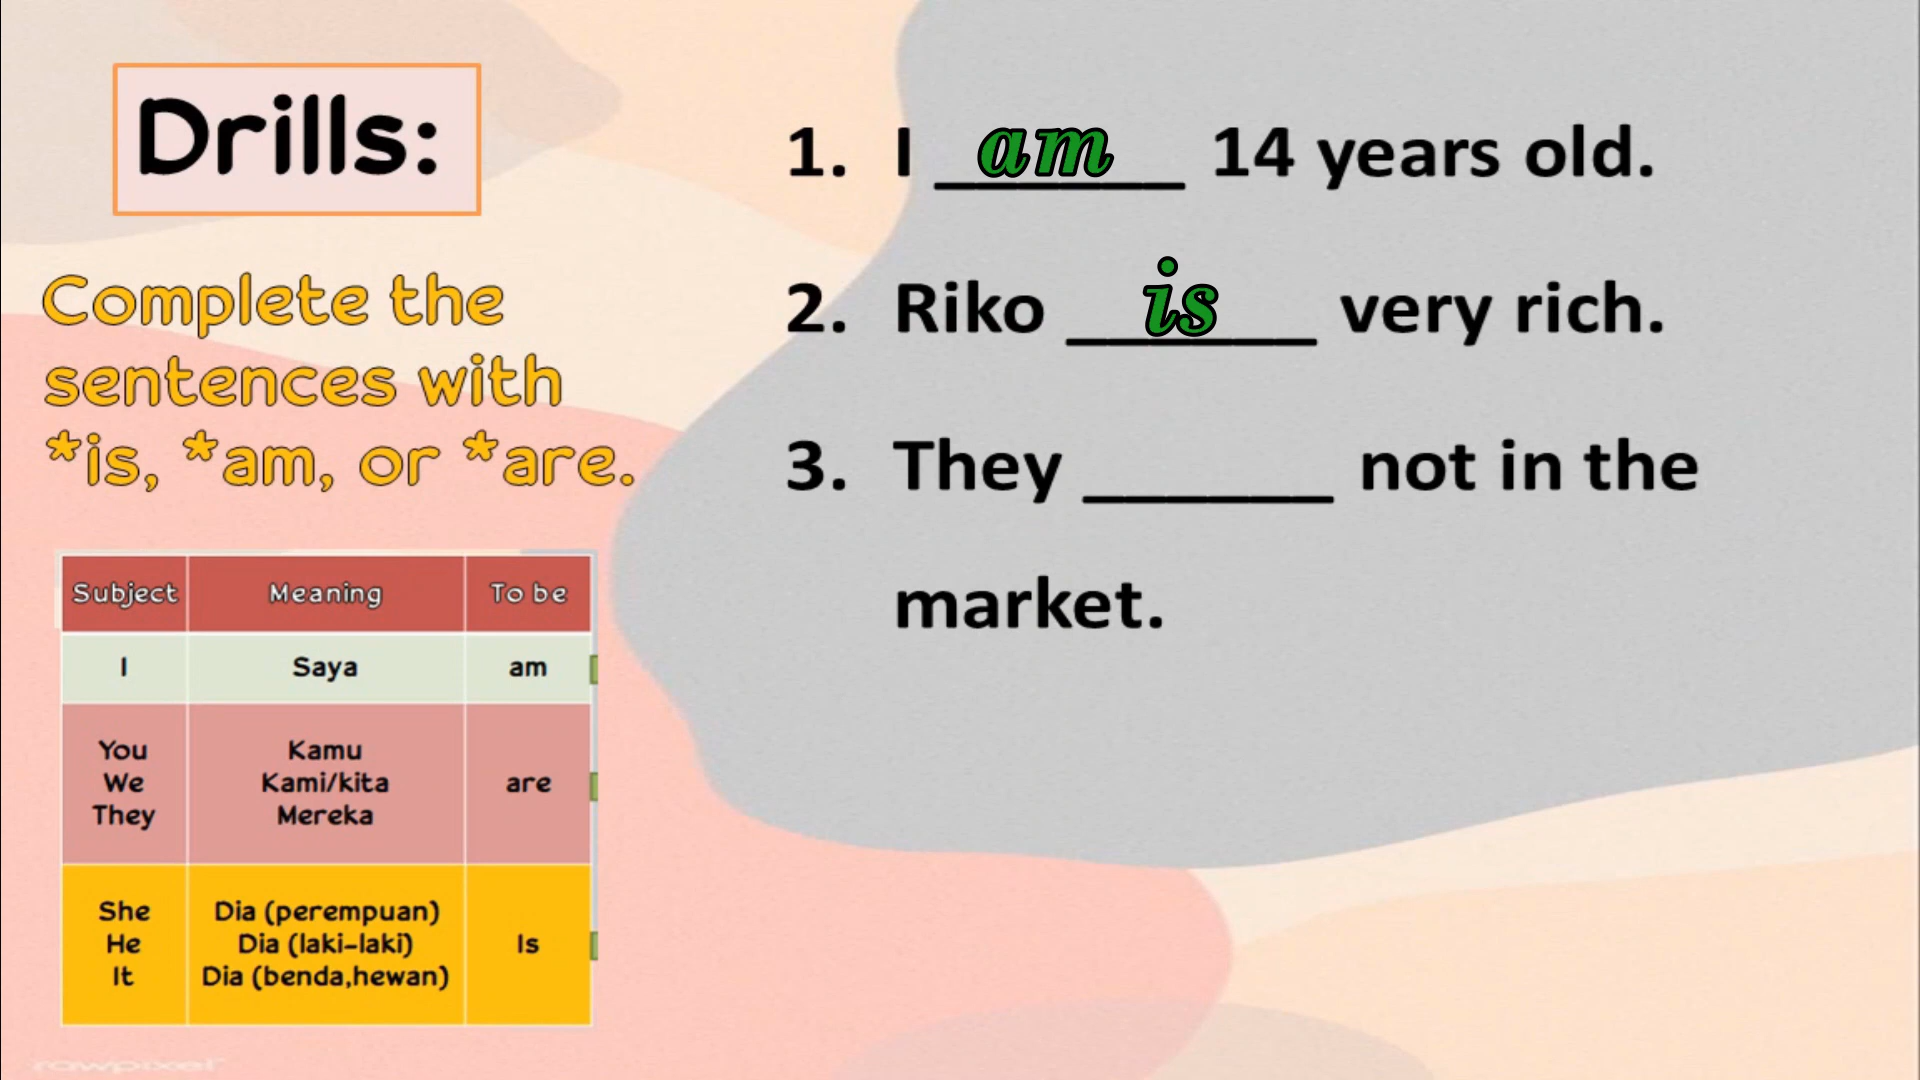 Drills:
Complete the
sentences with
*is, *am, or *are.
Subject Meaning To be
I Saya am
You Kamu
We Kami/kita are
They Mereka
She Dia (perempuan)
He Dia (laki-laki) Is
It Dia (benda,hewan)
1. I am 14 years old.
2. Riko is very rich.
3. They ______ not in the
market.
rawpixel